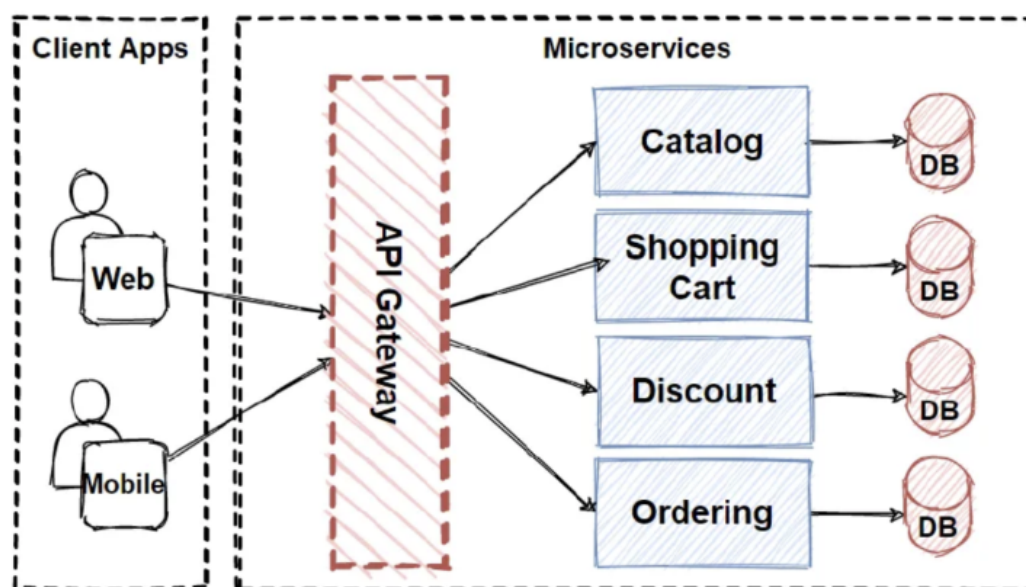 Client Apps
Microservices
Web
Mobile
API Gateway
Catalog
DB
Shopping
Cart
DB
Discount
DB
Ordering
DB